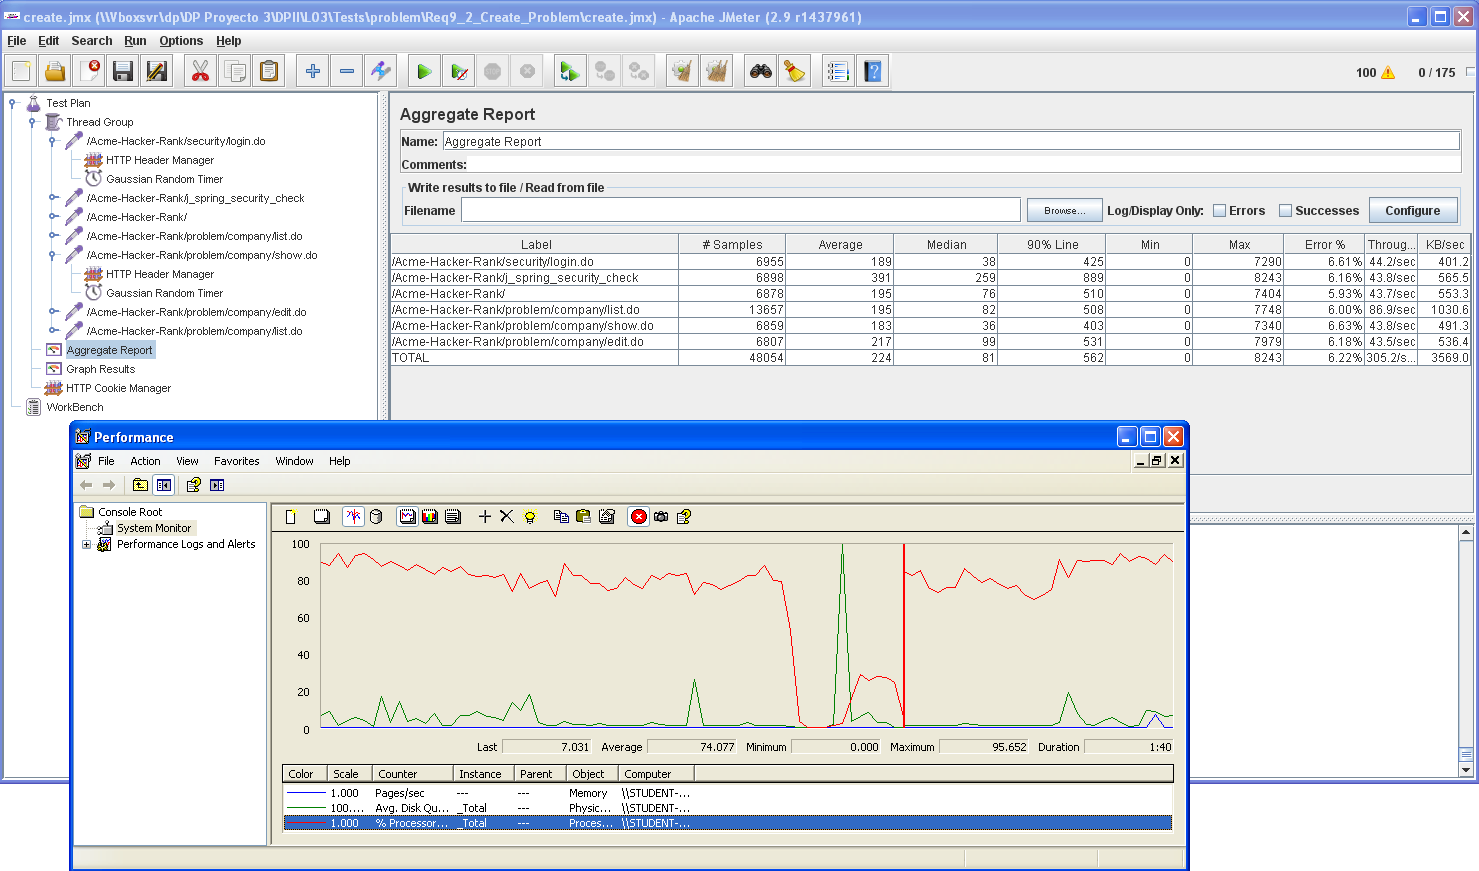 create.jmx (\\Vboxsvr\dp\DP Proyecto 3\DPII\L03\Tests\problem\Req9_2_Create_Problem\create.jmx) - Apache JMeter (2.9 r1437961)
File Edit Search Run Options Help
100 0 / 175
Test Plan
Thread Group
/Acme-Hacker-Rank/security/login.do
HTTP Header Manager
Gaussian Random Timer
/Acme-Hacker-Rank/j_spring_security_check
/Acme-Hacker-Rank/
/Acme-Hacker-Rank/problem/company/list.do
/Acme-Hacker-Rank/problem/company/show.do
HTTP Header Manager
Gaussian Random Timer
/Acme-Hacker-Rank/problem/company/edit.do
/Acme-Hacker-Rank/problem/company/list.do
Aggregate Report
Graph Results
HTTP Cookie Manager
WorkBench
Aggregate Report
Name: Aggregate Report
Comments:
Write results to file / Read from file
Filename Browse... Log/Display Only: Errors Successes Configure
Label # Samples Average Median 90% Line Min Max Error % Throug... KB/sec
/Acme-Hacker-Rank/security/login.do 6955 189 38 425 0 7290 6.61% 44.2/sec 401.2
/Acme-Hacker-Rank/j_spring_security_check 6898 391 259 889 0 8243 6.16% 43.8/sec 565.5
/Acme-Hacker-Rank/ 6878 195 76 510 0 7404 5.93% 43.7/sec 553.3
/Acme-Hacker-Rank/problem/company/list.do 13657 195 82 508 0 7748 6.00% 86.9/sec 1030.6
/Acme-Hacker-Rank/problem/company/show.do 6859 183 36 403 0 7340 6.63% 43.8/sec 491.3
/Acme-Hacker-Rank/problem/company/edit.do 6807 217 99 531 0 7979 6.18% 43.5/sec 536.4
TOTAL 48054 224 81 562 0 8243 6.22% 305.2/s... 3569.0
Performance
File Action View Favorites Window Help
Console Root
System Monitor
Performance Logs and Alerts
100
80
60
40
20
0
Last 7.031 Average 74.077 Minimum 0.000 Maximum 95.652 Duration 1:40
Color Scale Counter Instance Parent Object Computer
1.000 Pages/sec --- --- Memory \\STUDENT-...
100.... Avg. Disk Qu... _Total --- Physic... \\STUDENT-...
1.000 % Processor... _Total --- Proces... \\STUDENT-...